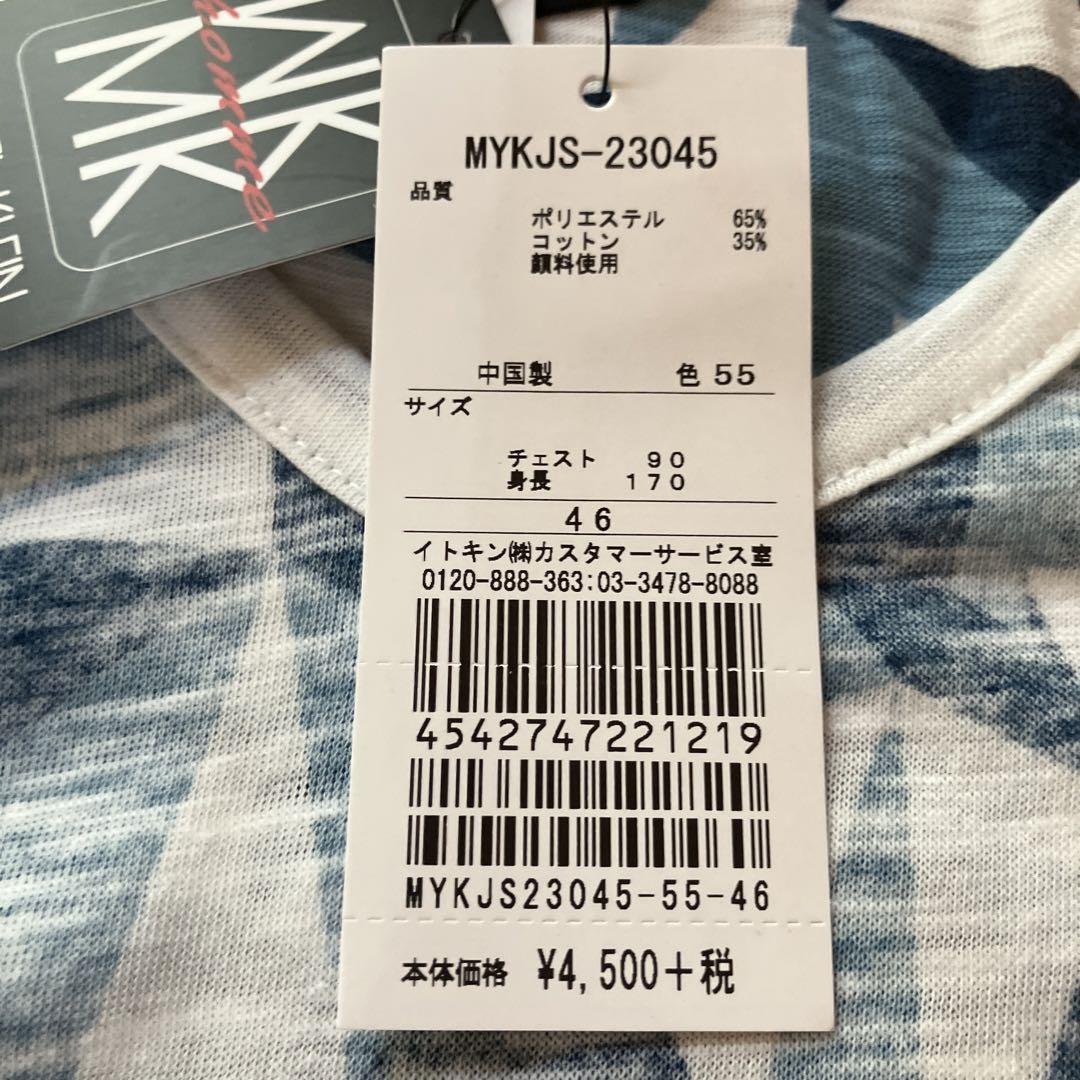 MK
homme
MK
KLEIN
MYKJS-23045
品質
ポリエステル 65%
コットン 35%
顔料使用
中国製 色 55
サイズ
チェスト 90
身長 170
46
イトキン㈱カスタマーサービス室
0120-888-363:03-3478-8088
4542747221219
MYKJS23045-55-46
本体価格 ¥4,500+税